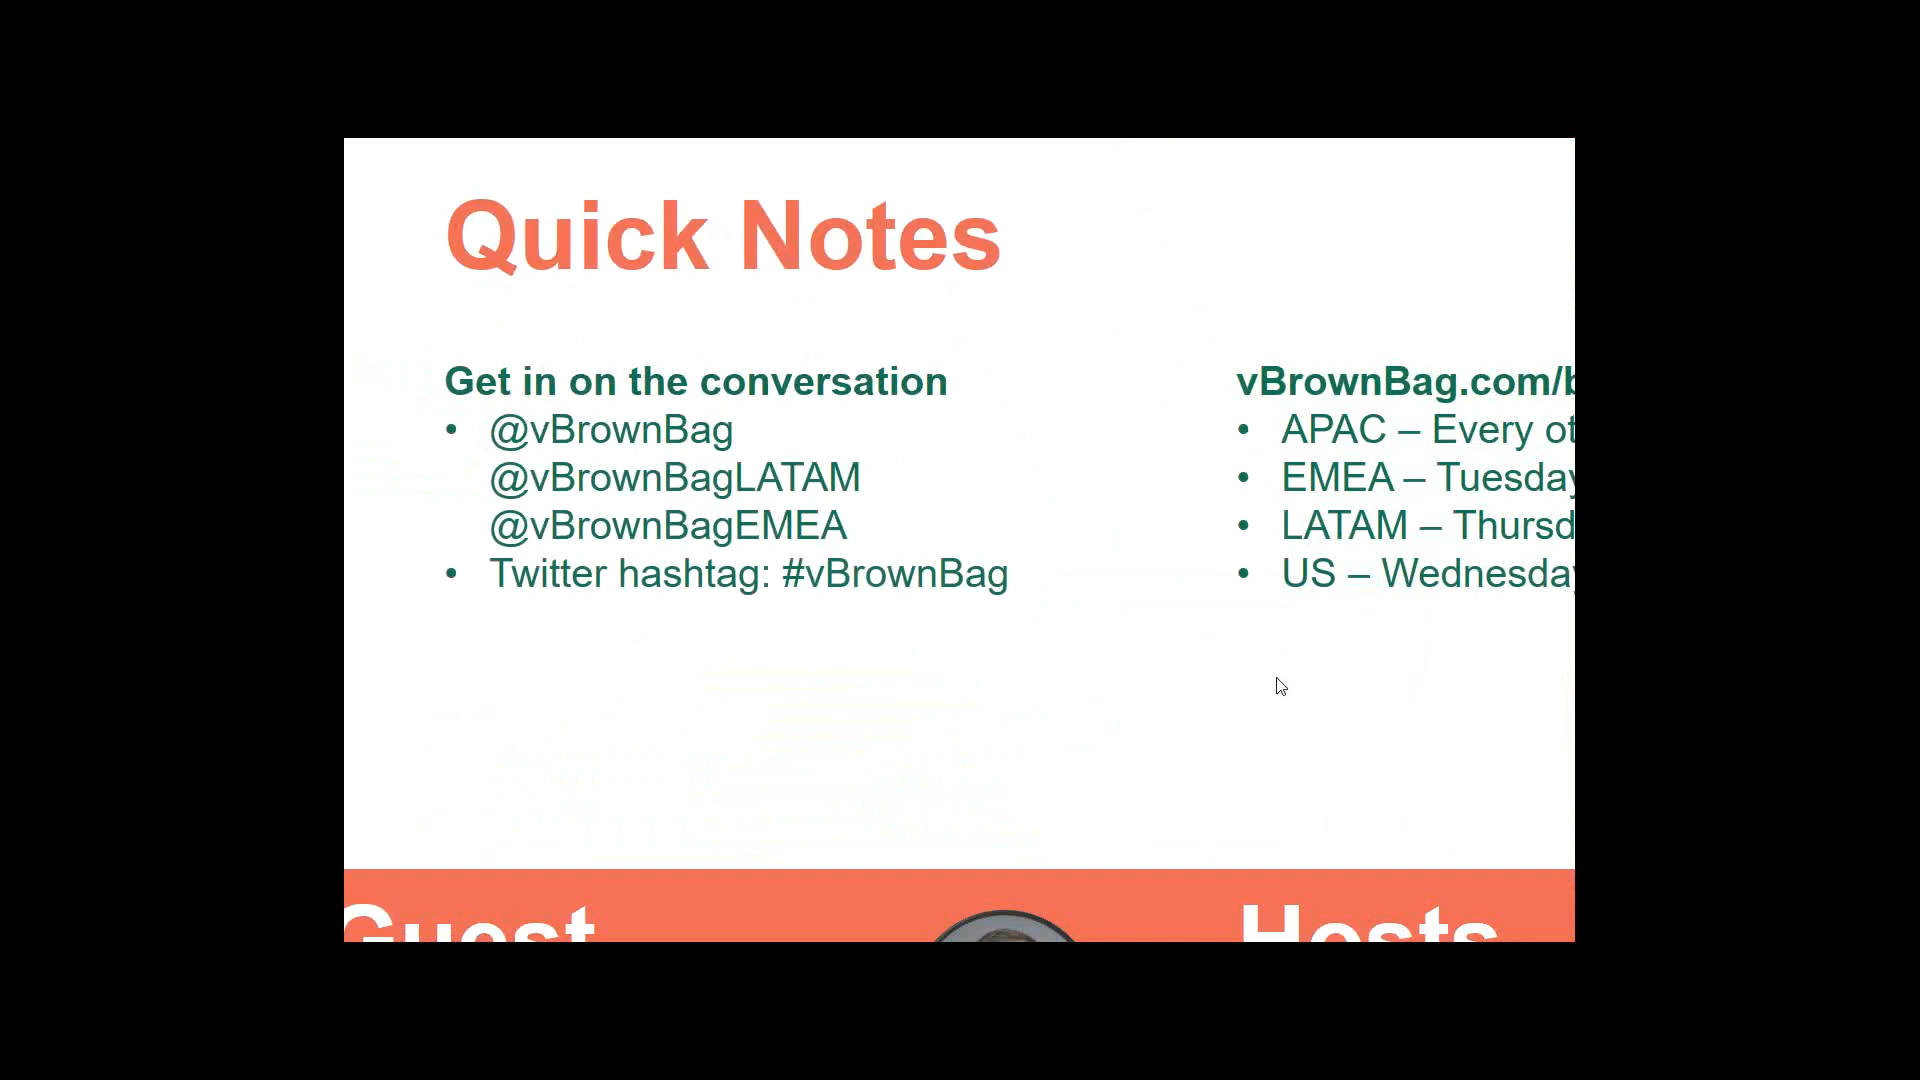 Quick Notes
Get in on the conversation
• @vBrownBag
@vBrownBagLATAM
@vBrownBagEMEA
• Twitter hashtag: #vBrownBag
vBrownBag.com/b
• APAC – Every ot
• EMEA – Tuesday
• LATAM – Thursd
• US – Wednesday
Guest
Hosts